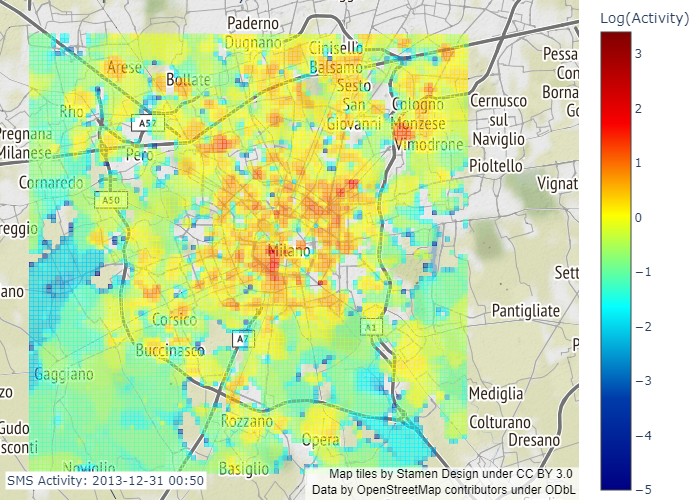 Log(Activity)
Paderno
Dugnano
Cinisello
Balsamo
Arese
Bollate
Sesto
San
Giovanni
Cologno
Monzese
Pessa
Con
Borna
Go
Rho
A52
Cernusco
sul
Naviglio
Pregnana
Milanese
Pero
Vimodrone
Pioltello
Cornaredo
Vignat
A50
reggio
Milano
Sett
ano
Pantigliate
Corsico
A1
A7
Buccinasco
P
Gaggiano
zo
Mediglia
Rozzano
Colturano
Gudo
Opera
Dresano
sconti
Noviglio
Basiglio
SMS Activity: 2013-12-31 00:50
Map tiles by Stamen Design under CC BY 3.0
Data by OpenStreetMap contributors under ODbL
3
2
1
0
−1
−2
−3
−4
−5